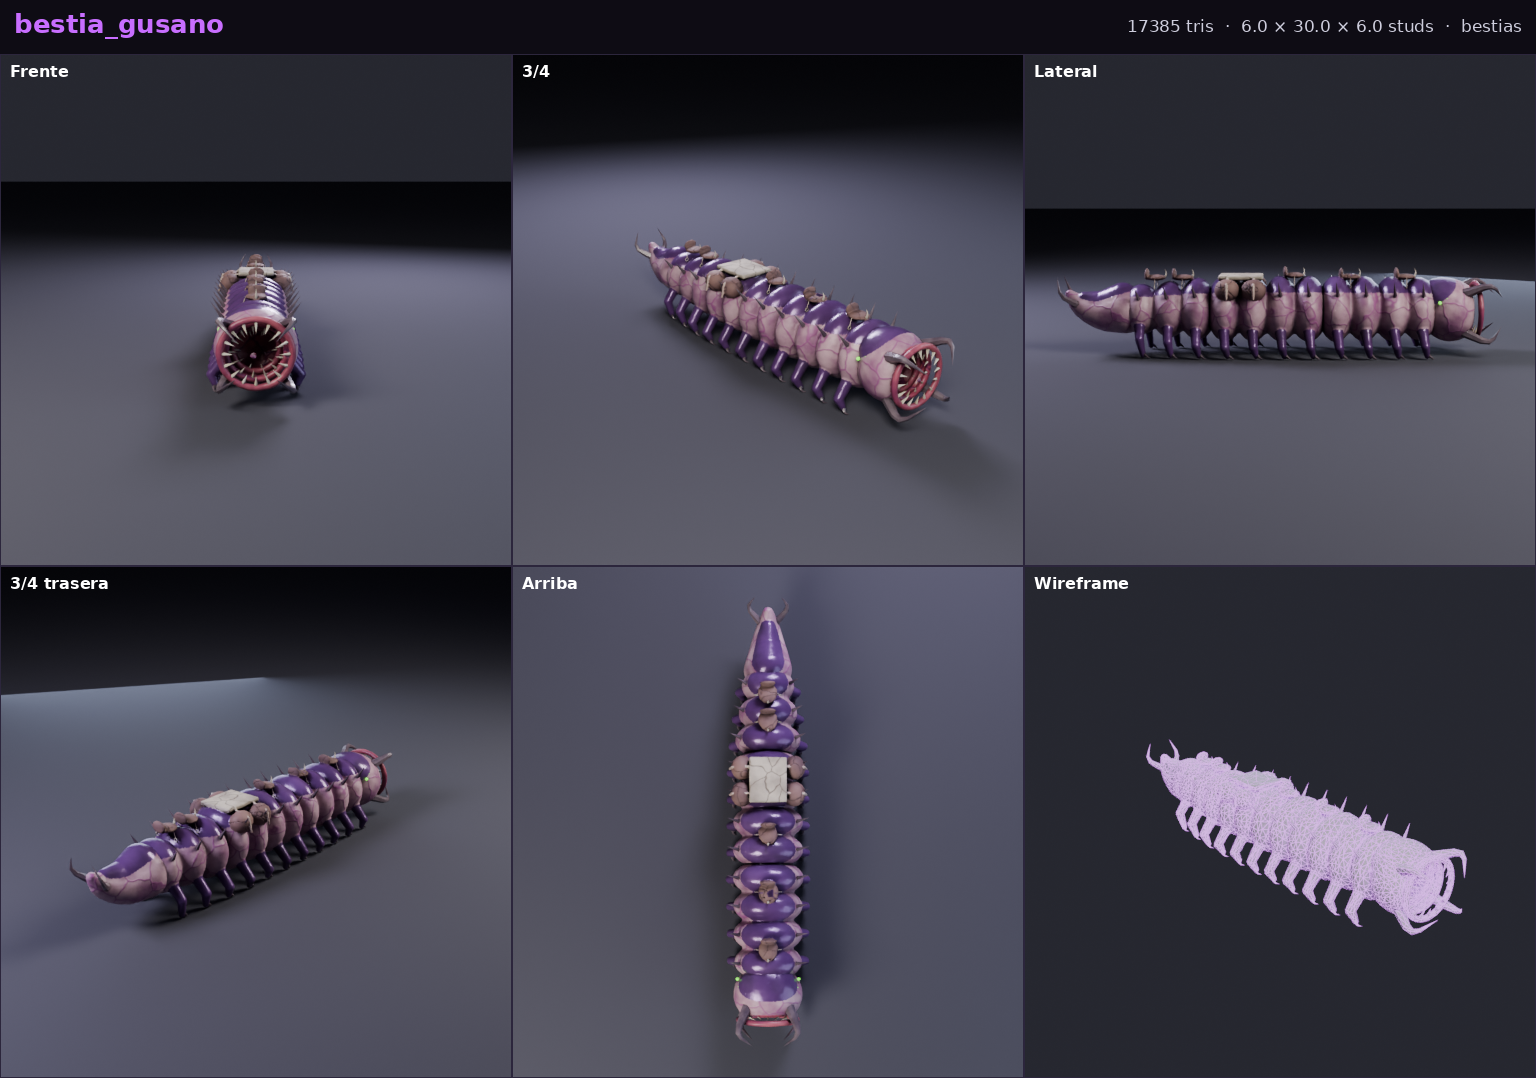 bestia_gusano
17385 tris · 6.0 × 30.0 × 6.0 studs · bestias
Frente
3/4
Lateral
3/4 trasera
Arriba
Wireframe